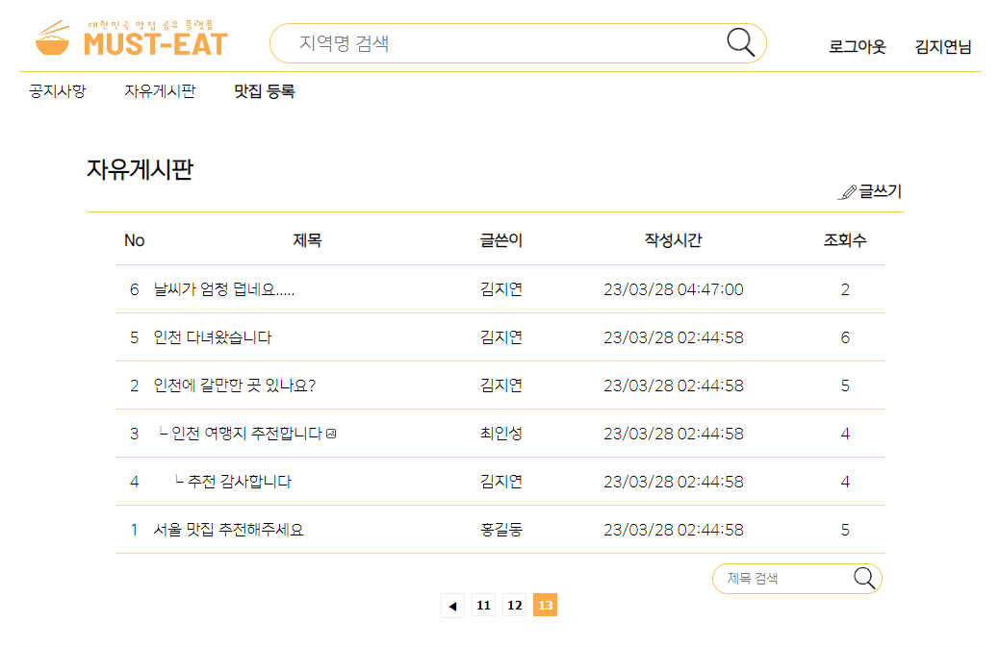 대한민국 맛집 공유 플랫폼
MUST-EAT
지역명 검색
로그아웃 김지연님
공지사항 자유게시판 맛집 등록
자유게시판
글쓰기
No 제목 글쓴이 작성시간 조회수
6 날씨가 엄청 덥네요..... 김지연 23/03/28 04:47:00 2
5 인천 다녀왔습니다 김지연 23/03/28 02:44:58 6
2 인천에 갈만한 곳 있나요? 김지연 23/03/28 02:44:58 5
3 └ 인천 여행지 추천합니다 최인성 23/03/28 02:44:58 4
4 └ 추천 감사합니다 김지연 23/03/28 02:44:58 4
1 서울 맛집 추천해주세요 홍길동 23/03/28 02:44:58 5
제목 검색
◀ 11 12 13